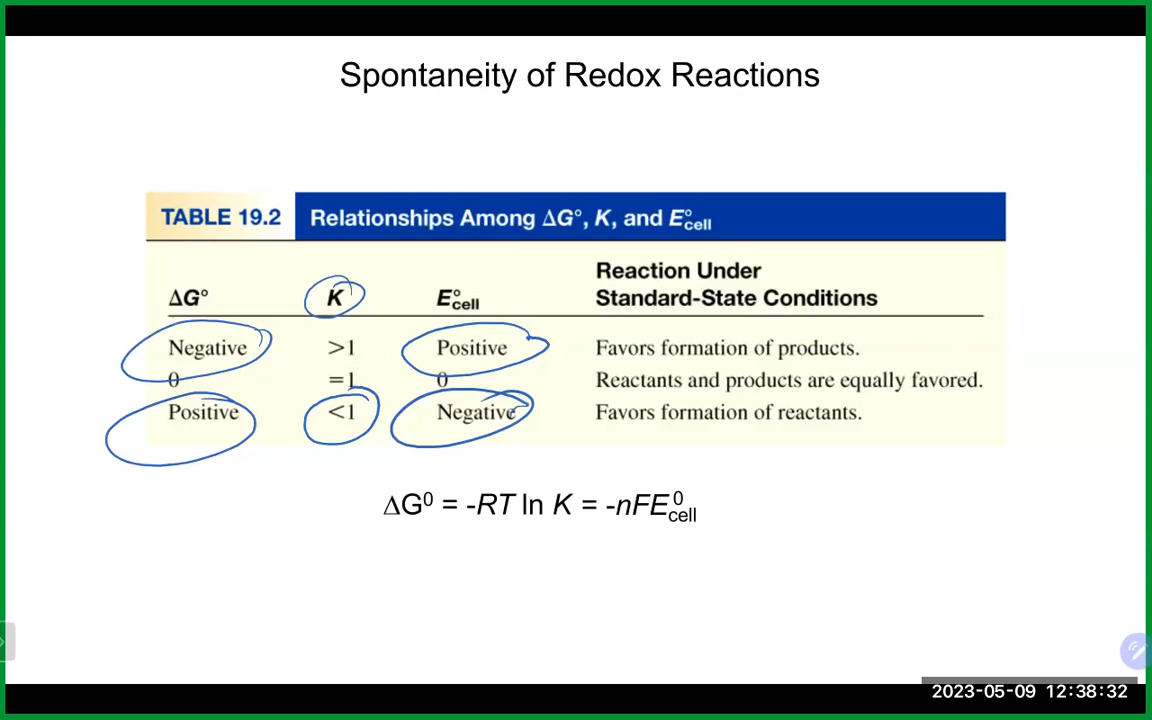 Spontaneity of Redox Reactions
TABLE 19.2 Relationships Among ΔG°, K, and E°cell
ΔG° K E°cell Reaction Under Standard-State Conditions
Negative >1 Positive Favors formation of products.
0 =1 0 Reactants and products are equally favored.
Positive <1 Negative Favors formation of reactants.
ΔG⁰ = -RT ln K = -nFE⁰cell
2023-05-09 12:38:32